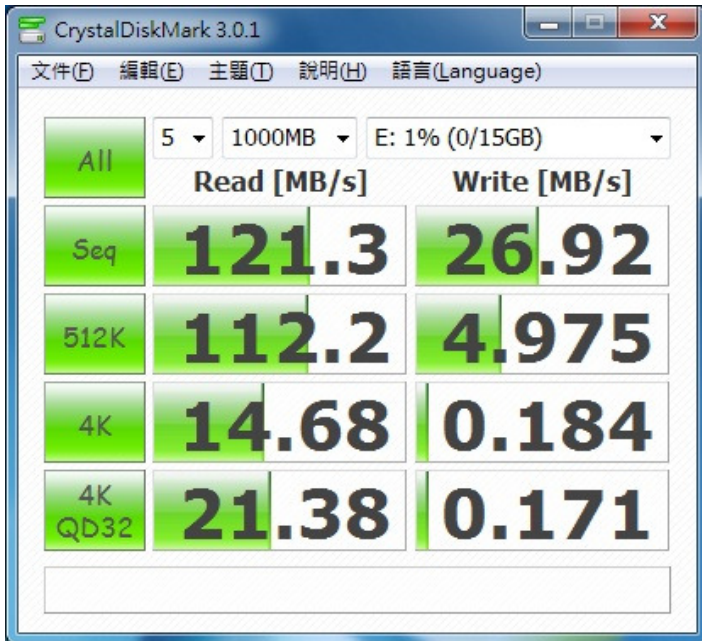 CrystalDiskMark 3.0.1
文件(F) 編輯(E) 主題(T) 說明(H) 語言(Language)
All 5 1000MB E: 1% (0/15GB)
Read [MB/s] Write [MB/s]
Seq 121.3 26.92
512K 112.2 4.975
4K 14.68 0.184
4K QD32 21.38 0.171